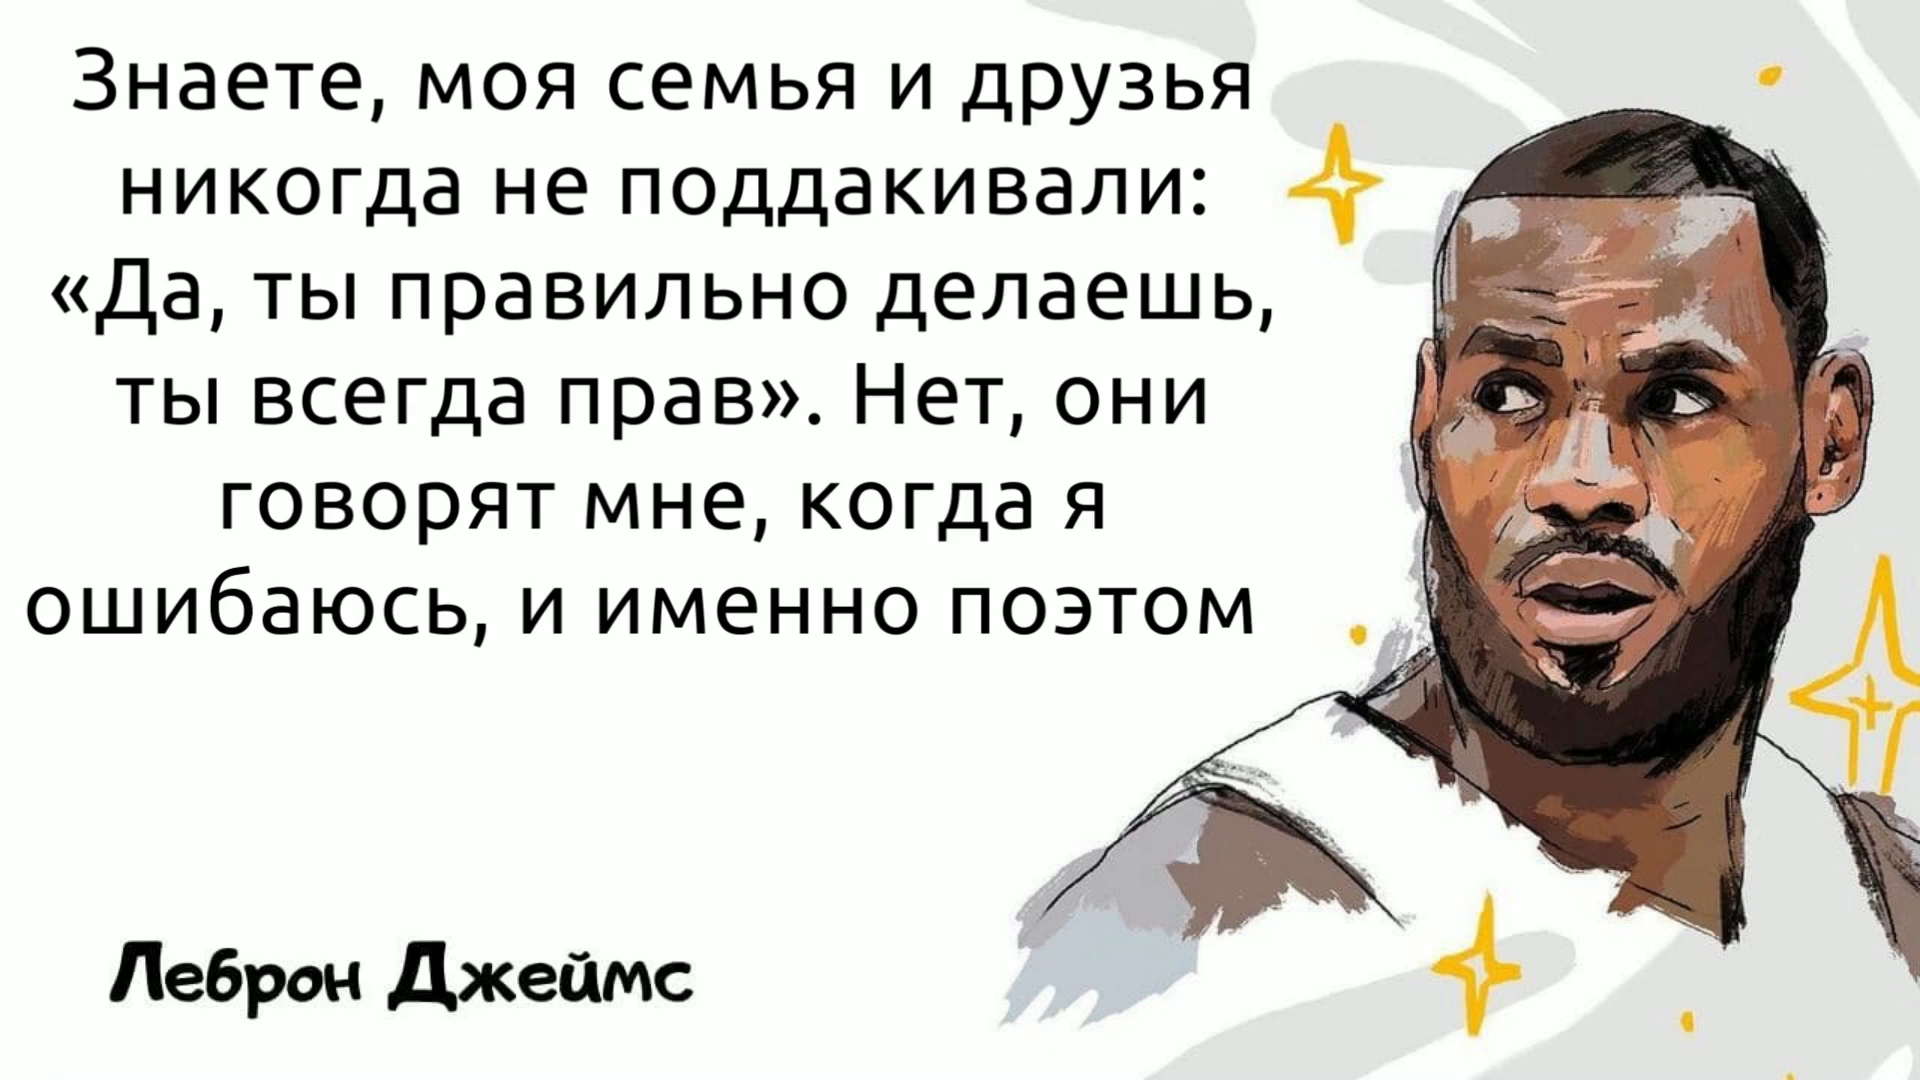 Знаете, моя семья и друзья
никогда не поддакивали:
«Да, ты правильно делаешь,
ты всегда прав». Нет, они
говорят мне, когда я
ошибаюсь, и именно поэтом
Леброн Джеймс